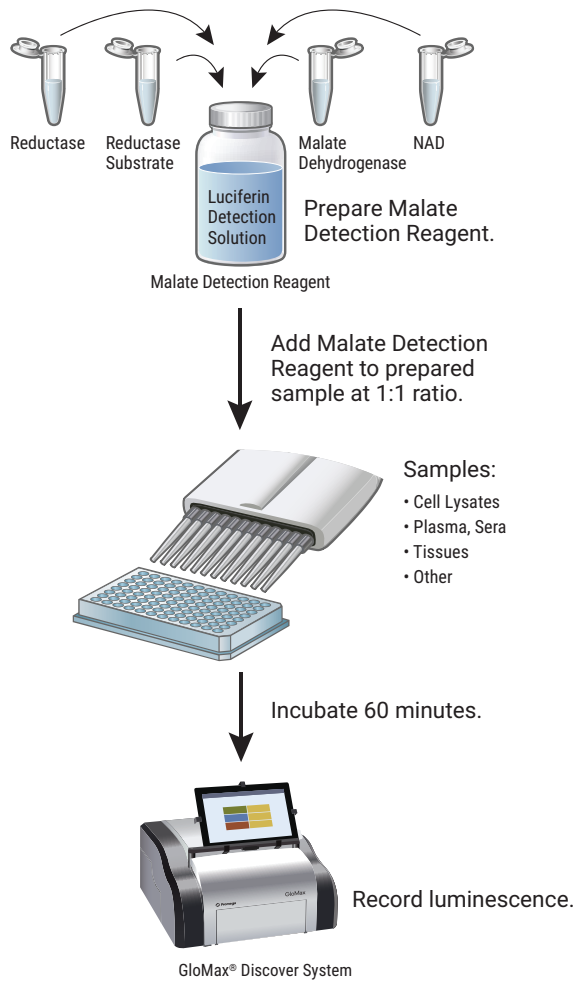 Reductase
Reductase
Substrate
Malate
Dehydrogenase
NAD
Luciferin
Detection
Solution
Prepare Malate
Detection Reagent.
Malate Detection Reagent
Add Malate Detection
Reagent to prepared
sample at 1:1 ratio.
Samples:
• Cell Lysates
• Plasma, Sera
• Tissues
• Other
Incubate 60 minutes.
Promega
GloMax
Record luminescence.
GloMax® Discover System